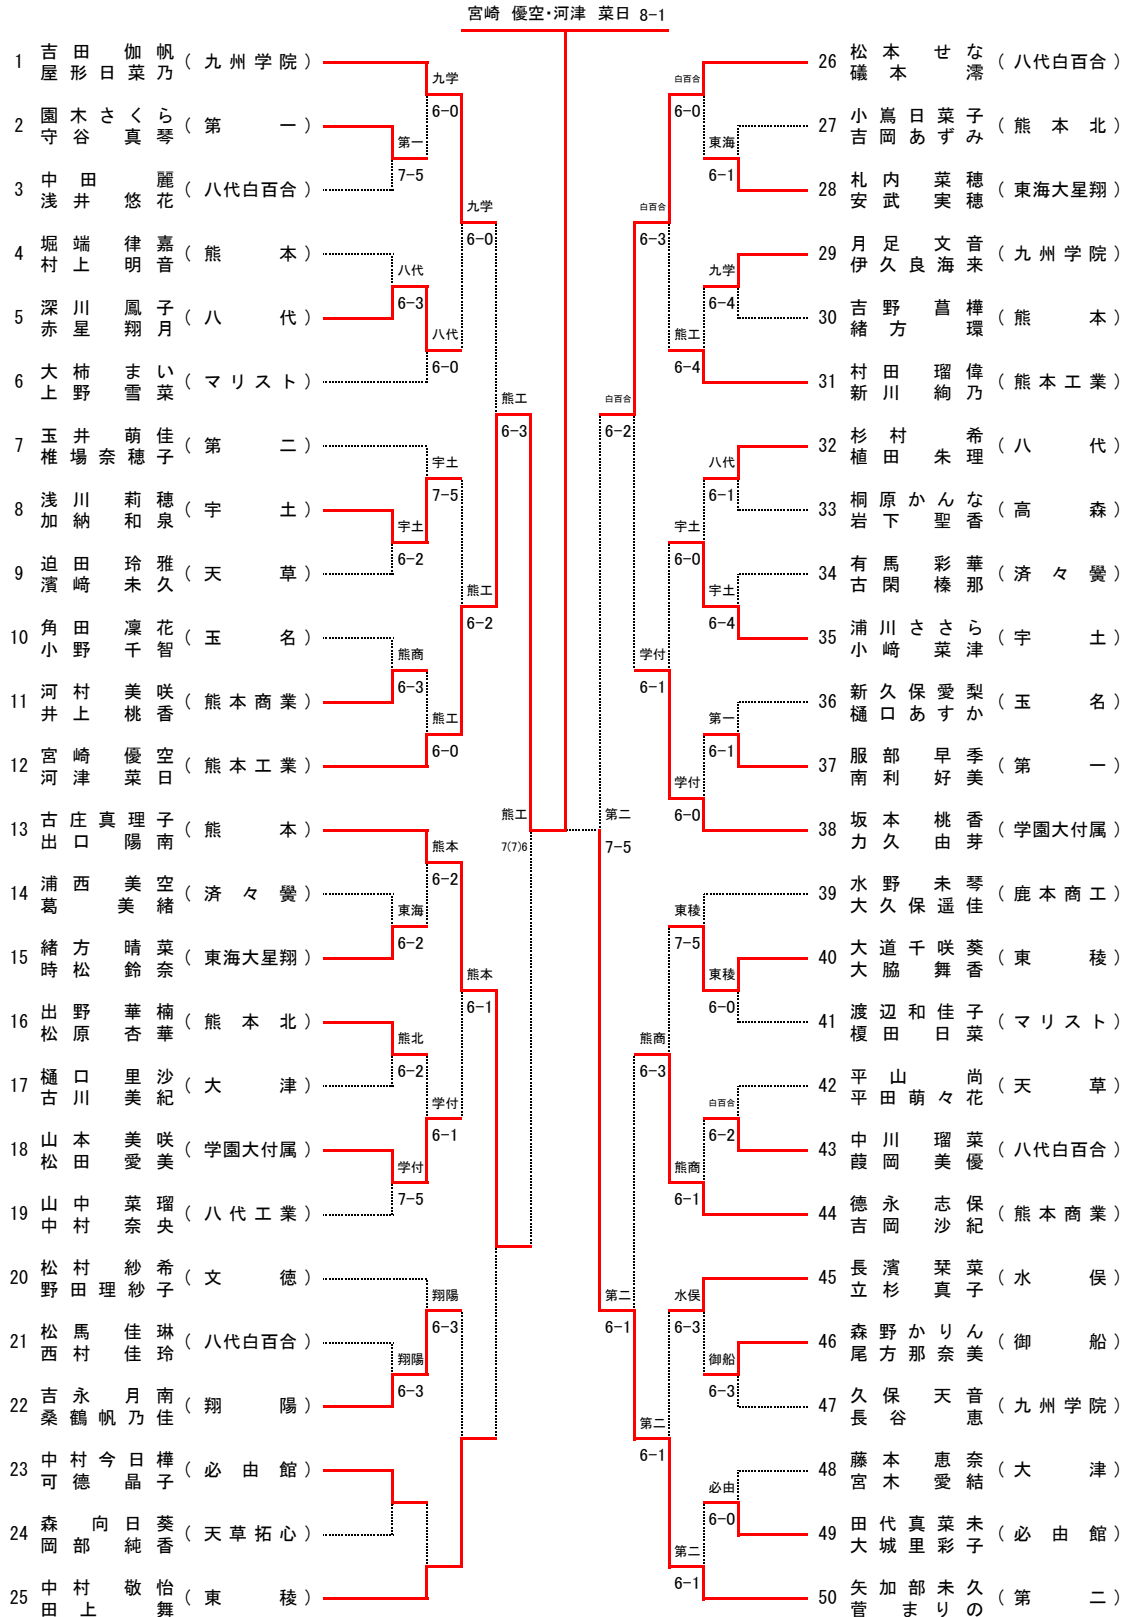 宮崎 優空・河津 菜日 8-1
1 吉田 伽帆 屋形日菜乃 (九州学院)
2 園木さくら 守谷 真琴 (第一)
3 中田 麗 浅井 悠花 (八代白百合)
4 堀端 律嘉 村上 明音 (熊本)
5 深川 鳳子 赤星 翔月 (八代)
6 大柿 まい 上野 雪菜 (マリスト)
7 玉井 萌佳 椎場奈穂子 (第二)
8 浅川 莉穂 加納 和泉 (宇土)
9 迫田 玲雅 濱﨑 未久 (天草)
10 角田 凜花 小野 千智 (玉名)
11 河村 美咲 井上 桃香 (熊本商業)
12 宮崎 優空 河津 菜日 (熊本工業)
13 古庄真理子 出口 陽南 (熊本)
14 浦西 美空 葛 美緒 (済々黌)
15 緒方 晴菜 時松 鈴奈 (東海大星翔)
16 出野 華楠 松原 杏華 (熊本北)
17 樋口 里沙 古川 美紀 (大津)
18 山本 美咲 松田 愛美 (学園大付属)
19 山中 菜瑠 中村 奈央 (八代工業)
20 松村 紗希 野田理紗子 (文徳)
21 松馬 佳琳 西村 佳玲 (八代白百合)
22 吉永 月南 桑鶴帆乃佳 (翔陽)
23 中村今日樺 可德 晶子 (必由館)
24 森 向日葵 岡部 純香 (天草拓心)
25 中村 敬怡 田上 舞 (東稜)
九学 6-0
第一 7-5
九学 6-0
八代 6-3
八代 6-0
熊工 6-3
宇土 7-5
宇土 6-2
熊工 6-2
熊商 6-3
熊工 6-0
熊工 7(7)6
熊本 6-2
東海 6-2
熊本 6-1
熊北 6-2
学付 6-1
学付 7-5
翔陽 6-3
翔陽 6-3
白百合 6-0
東海 6-1
白百合 6-3
九学 6-4
熊工 6-4
白百合 6-2
八代 6-1
宇土 6-0
宇土 6-4
学付 6-1
第一 6-1
学付 6-0
第二 7-5
東稜 7-5
東稜 6-0
熊商 6-3
白百合 6-2
熊商 6-1
第二 6-1
水俣 6-3
御船 6-3
第二 6-1
必由 6-0
第二 6-1
26 松本 せな 礒本 澪 (八代白百合)
27 小嶌日菜子 吉岡あずみ (熊本北)
28 札内 菜穂 安武 実穂 (東海大星翔)
29 月足 文音 伊久良海来 (九州学院)
30 吉野 菖樺 緒方 環 (熊本)
31 村田 瑠偉 新川 絢乃 (熊本工業)
32 杉村 希 植田 朱理 (八代)
33 桐原かんな 岩下 聖香 (高森)
34 有馬 彩華 古閑 榛那 (済々黌)
35 浦川ささら 小﨑 菜津 (宇土)
36 新久保愛梨 樋口あすか (玉名)
37 服部 早季 南利 好美 (第一)
38 坂本 桃香 力久 由芽 (学園大付属)
39 水野 未琴 大久保遥佳 (鹿本商工)
40 大道千咲葵 大脇 舞香 (東稜)
41 渡辺和佳子 榎田 日菜 (マリスト)
42 平山 尚 平田萌々花 (天草)
43 中川 瑠菜 葭岡 美優 (八代白百合)
44 德永 志保 吉岡 沙紀 (熊本商業)
45 長濱 栞菜 立杉 真子 (水俣)
46 森野かりん 尾方那奈美 (御船)
47 久保 天音 長谷 恵 (九州学院)
48 藤本 恵奈 宮木 愛結 (大津)
49 田代真菜未 大城里彩子 (必由館)
50 矢加部未久 菅 まりの (第二)